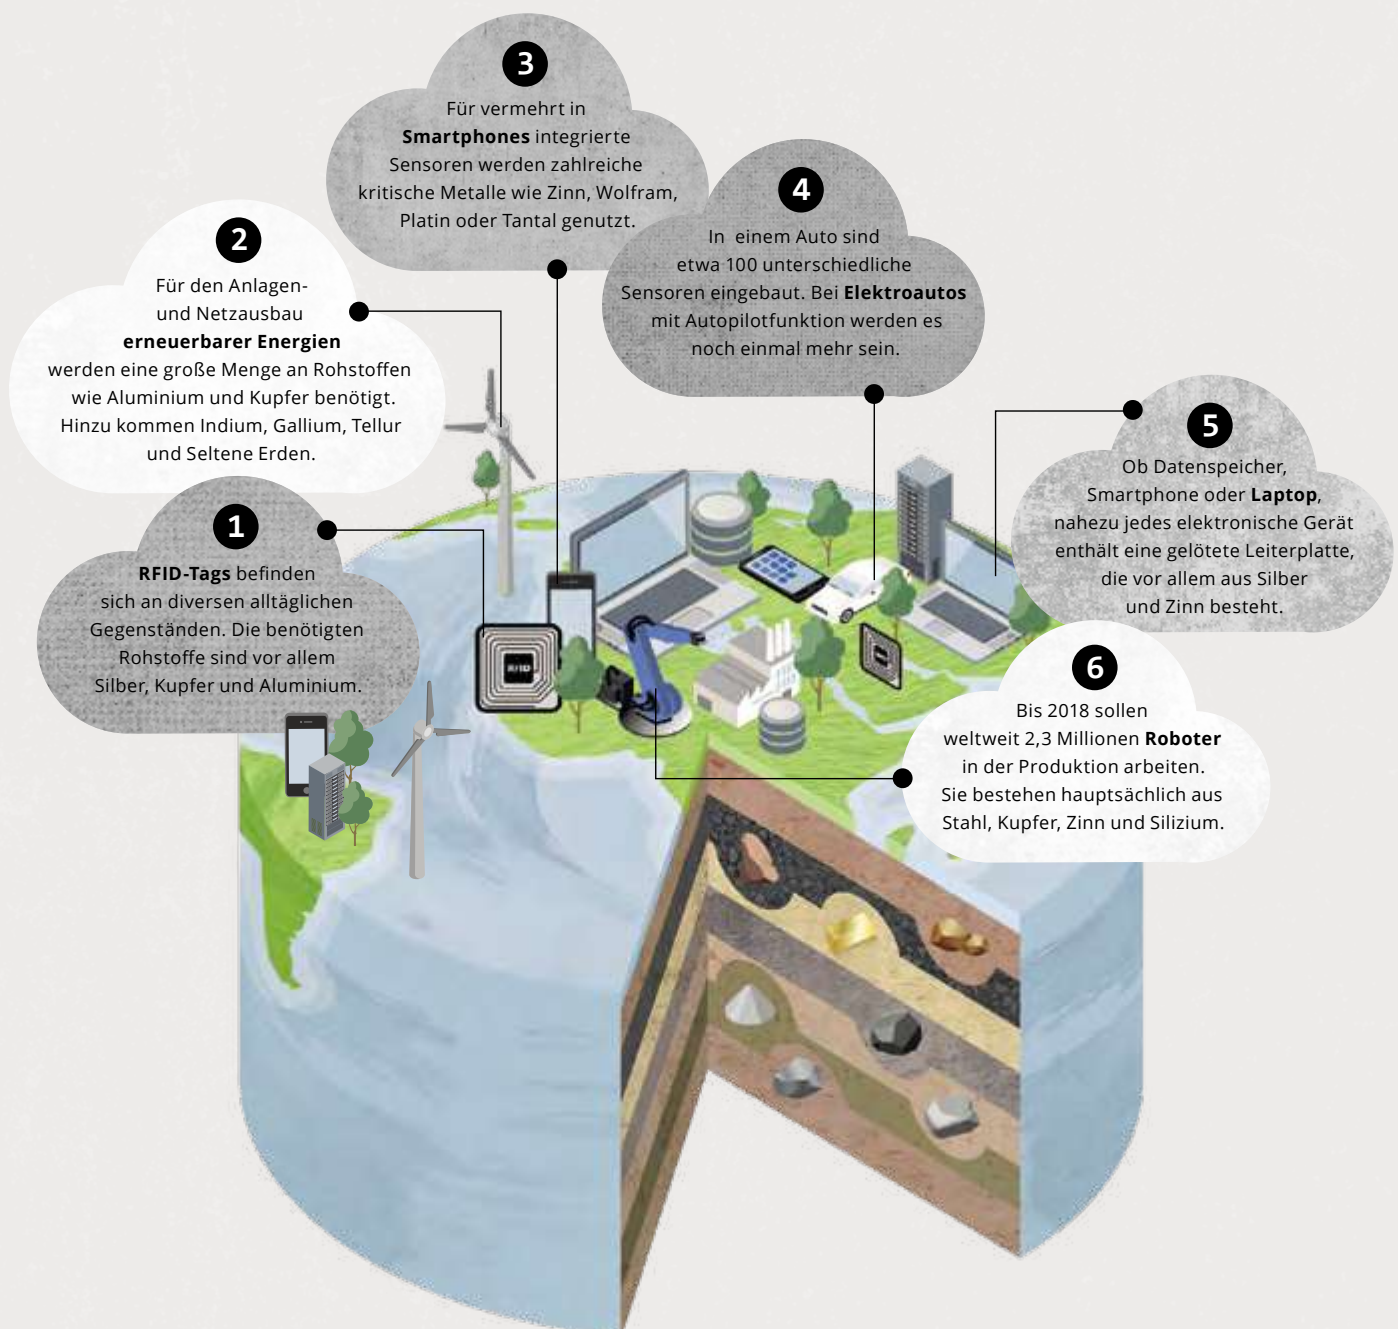 3
Für vermehrt in
Smartphones integrierte
Sensoren werden zahlreiche
kritische Metalle wie Zinn, Wolfram,
Platin oder Tantal genutzt.
4
In einem Auto sind
etwa 100 unterschiedliche
Sensoren eingebaut. Bei Elektroautos
mit Autopilotfunktion werden es
noch einmal mehr sein.
2
Für den Anlagen-
und Netzausbau
erneuerbarer Energien
werden eine große Menge an Rohstoffen
wie Aluminium und Kupfer benötigt.
Hinzu kommen Indium, Gallium, Tellur
und Seltene Erden.
5
Ob Datenspeicher,
Smartphone oder Laptop,
nahezu jedes elektronische Gerät
enthält eine gelötete Leiterplatte,
die vor allem aus Silber
und Zinn besteht.
1
RFID-Tags befinden
sich an diversen alltäglichen
Gegenständen. Die benötigten
Rohstoffe sind vor allem
Silber, Kupfer und Aluminium.
RFID
6
Bis 2018 sollen
weltweit 2,3 Millionen Roboter
in der Produktion arbeiten.
Sie bestehen hauptsächlich aus
Stahl, Kupfer, Zinn und Silizium.